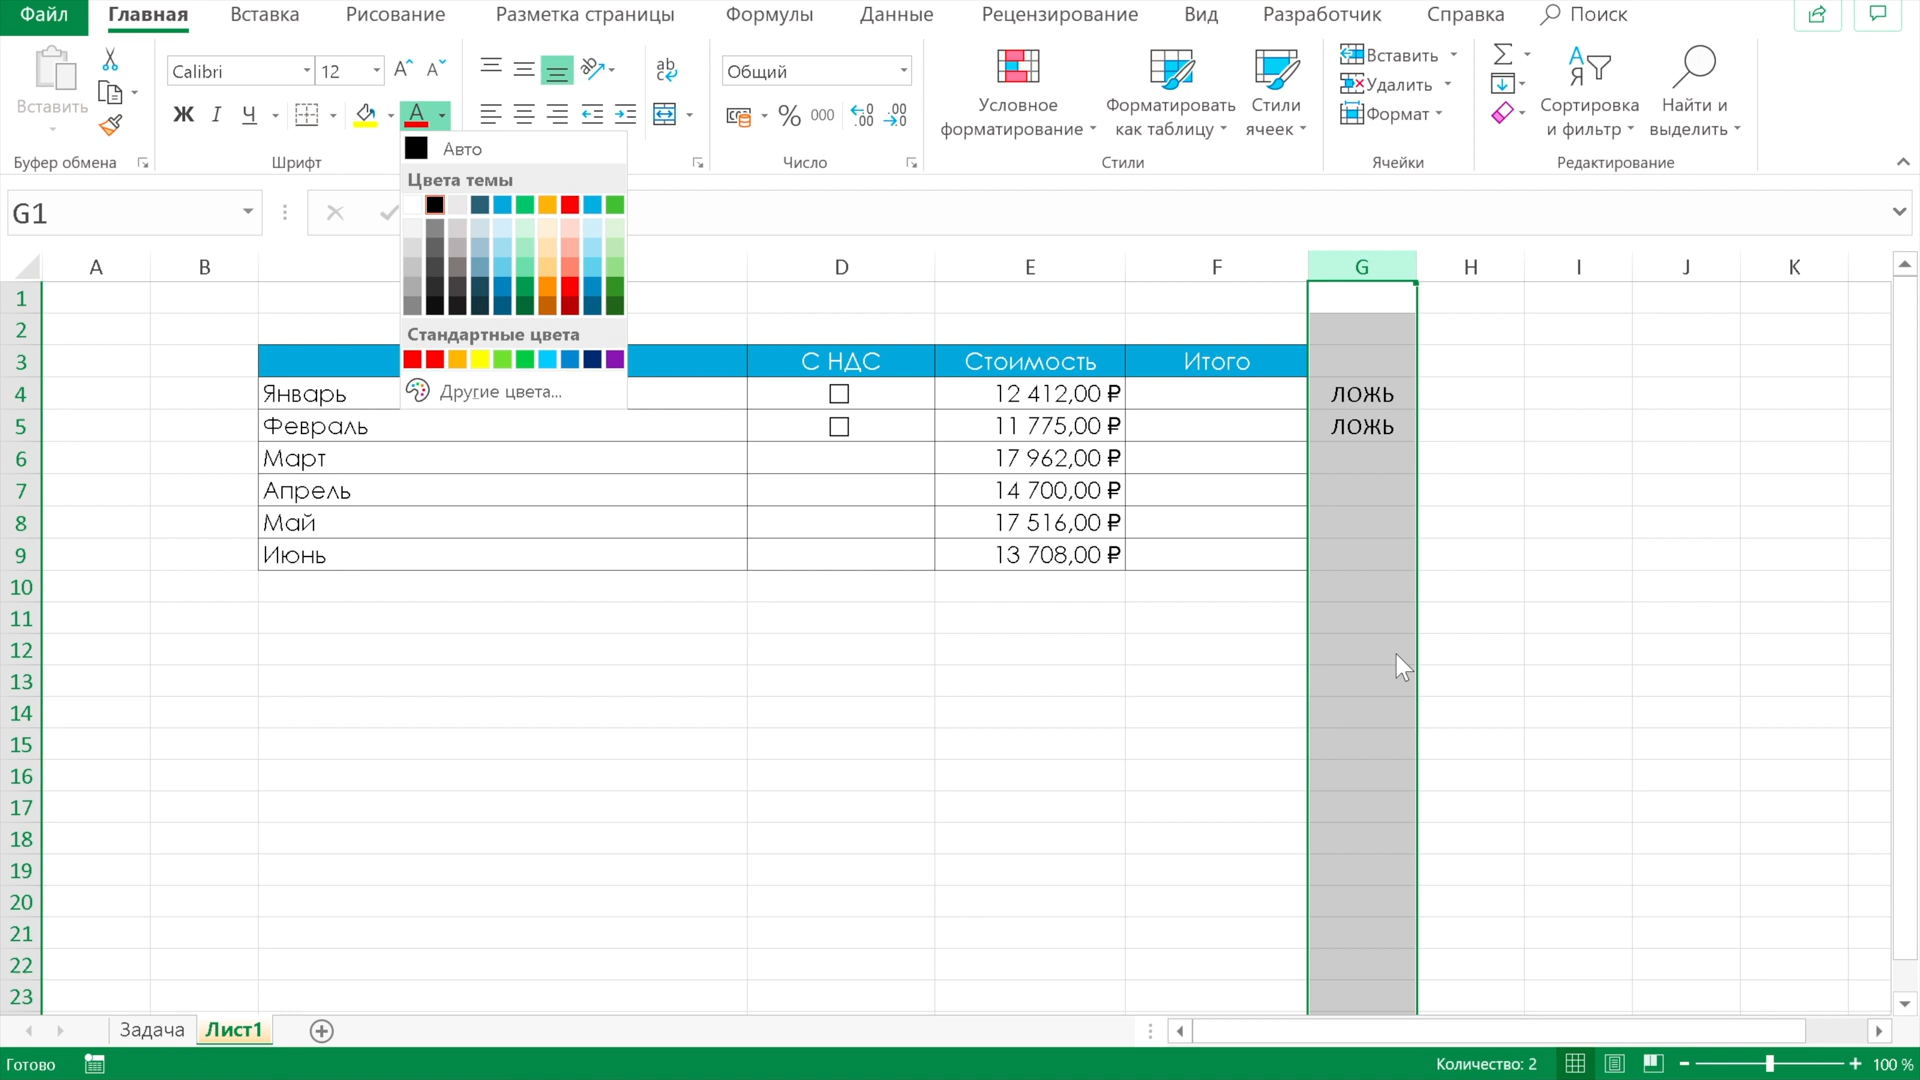 Файл Главная Вставка Рисование Разметка страницы Формулы Данные Рецензирование Вид Разработчик Справка Поиск
Вставить
Буфер обмена
Calibri 12
Ж К Ч
Шрифт
Общий
% 000
Число
Условное форматирование
Форматировать как таблицу
Стили ячеек
Стили
Вставить
Удалить
Формат
Ячейки
Сортировка и фильтр
Найти и выделить
Редактирование
Авто
Цвета темы
Стандартные цвета
Другие цвета...
G1
A B D E F G H I J K
1
2
3 С НДС Стоимость Итого
4 Январь 12 412,00 ₽ ЛОЖЬ
5 Февраль 11 775,00 ₽ ЛОЖЬ
6 Март 17 962,00 ₽
7 Апрель 14 700,00 ₽
8 Май 17 516,00 ₽
9 Июнь 13 708,00 ₽
10
11
12
13
14
15
16
17
18
19
20
21
22
23
Задача Лист1
Готово Количество: 2 100 %